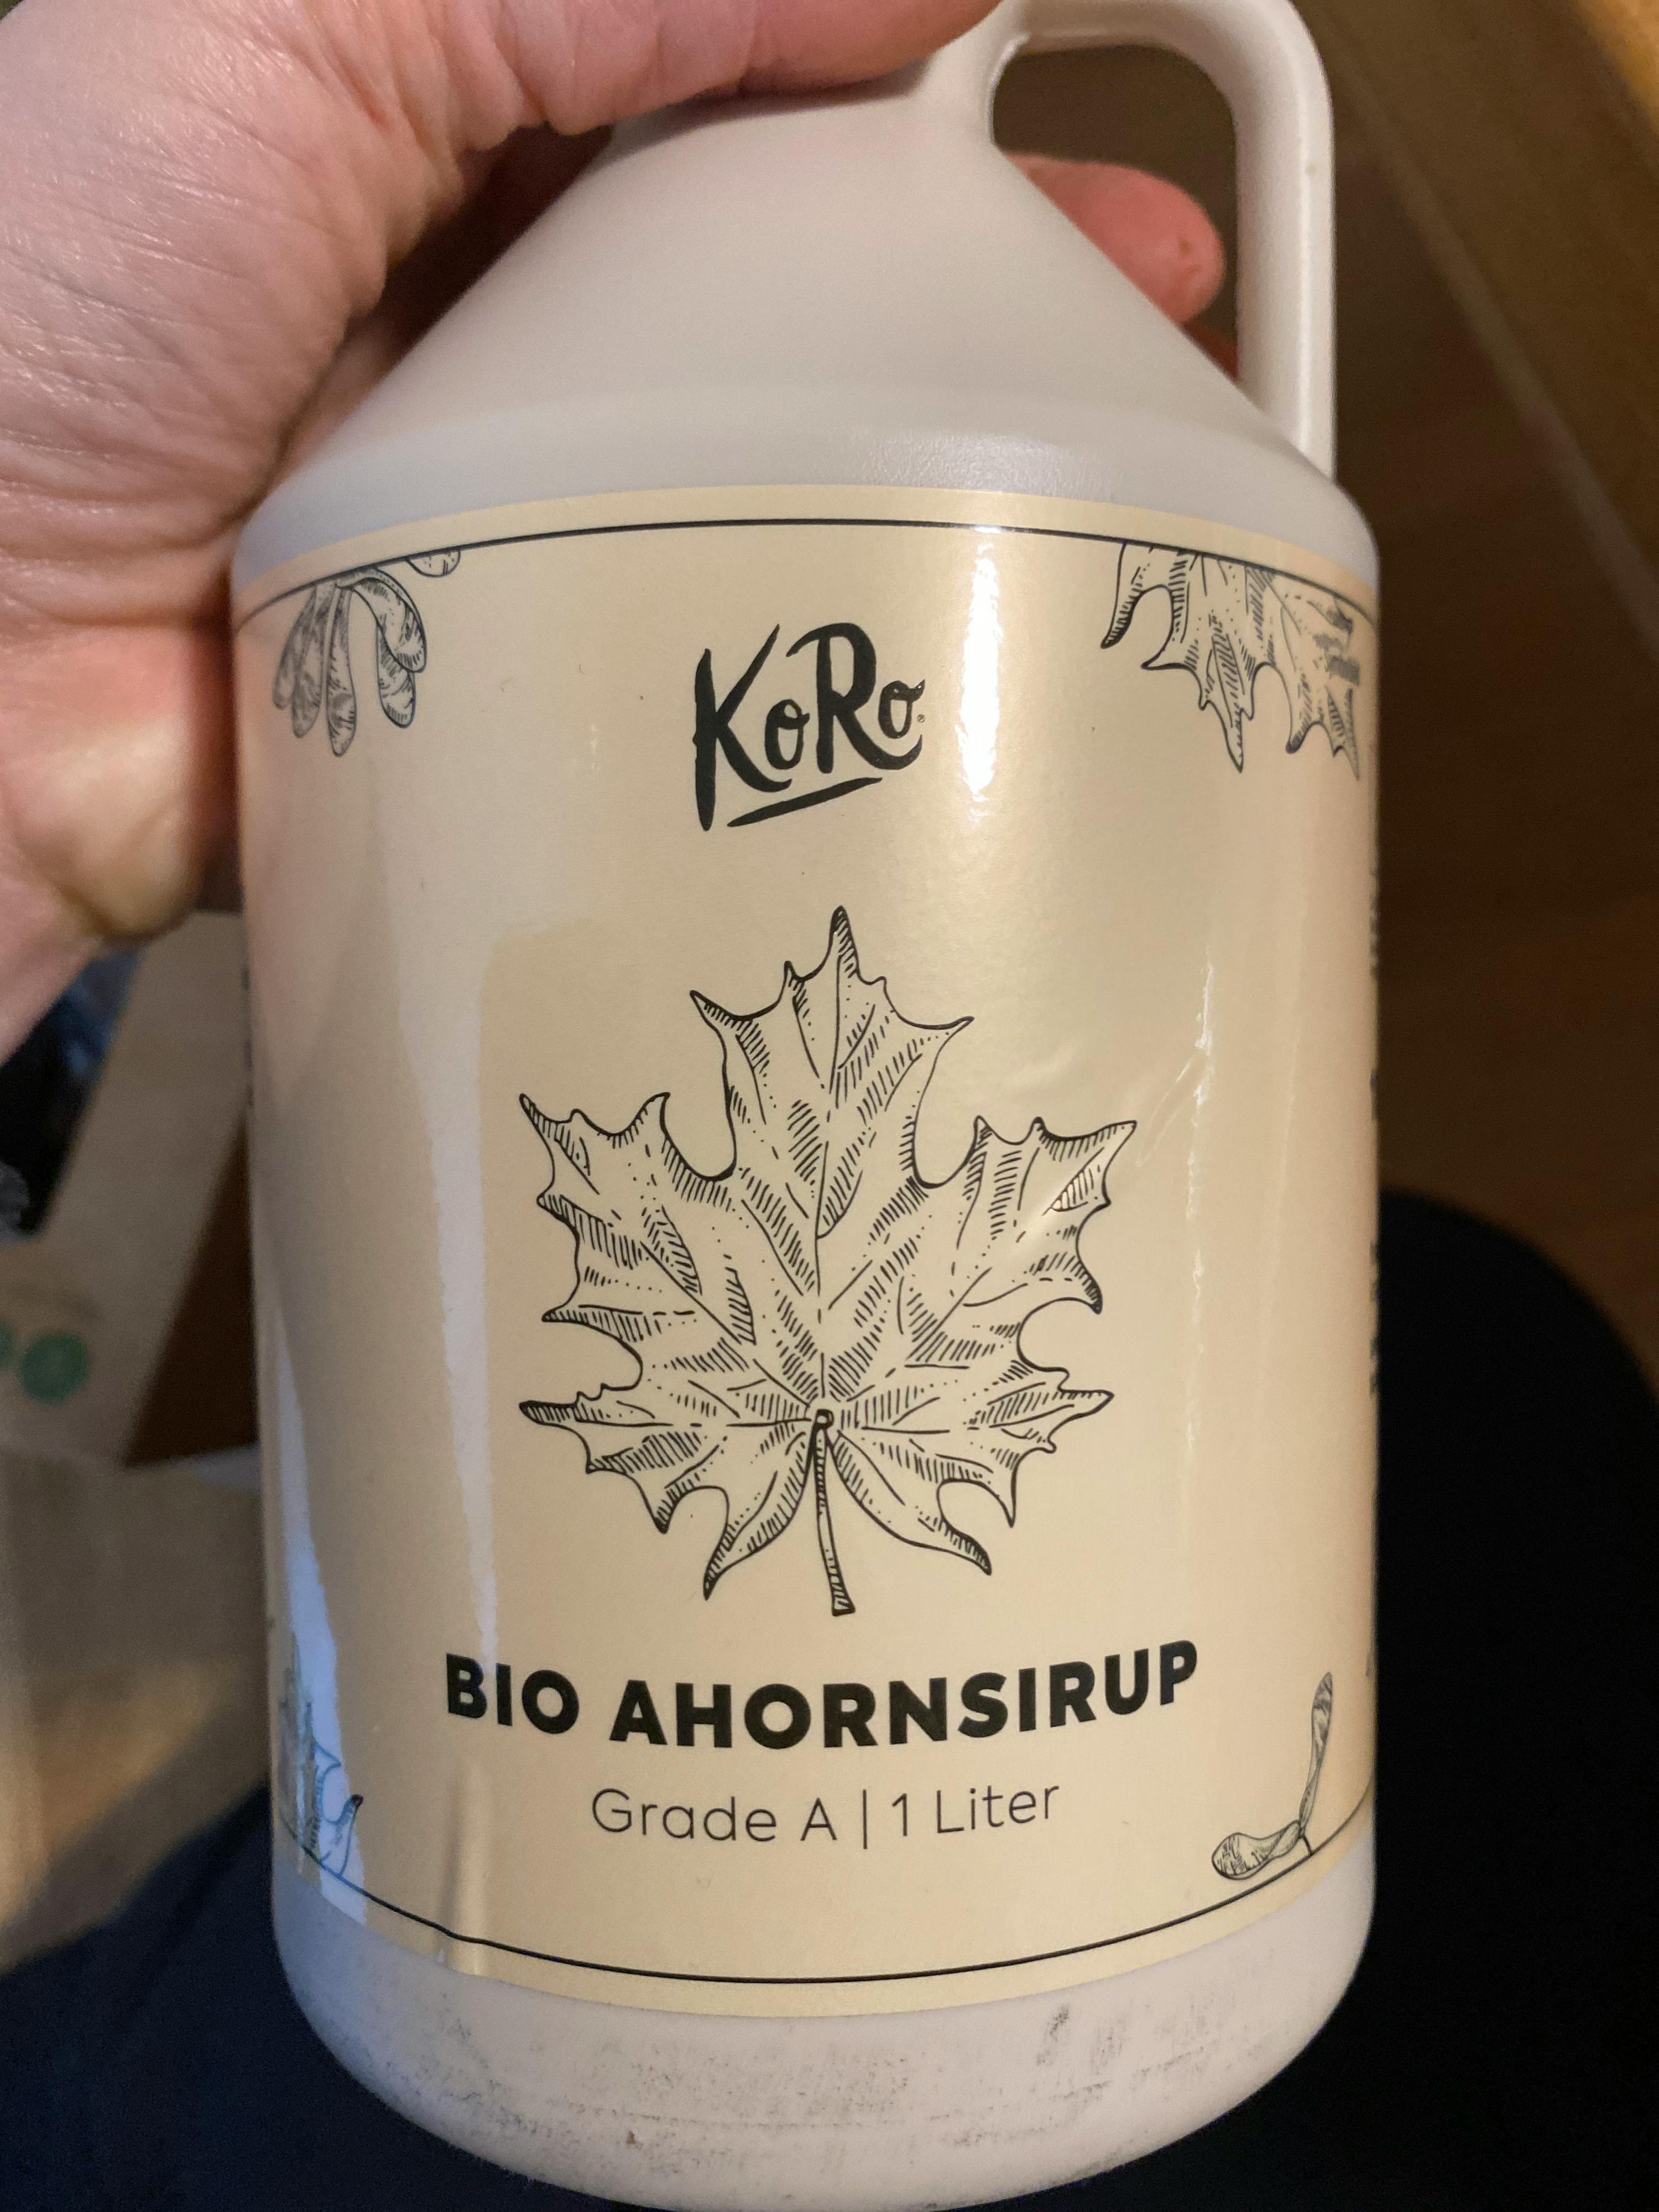 KoRo
BIO AHORNSIRUP
Grade A | 1 Liter